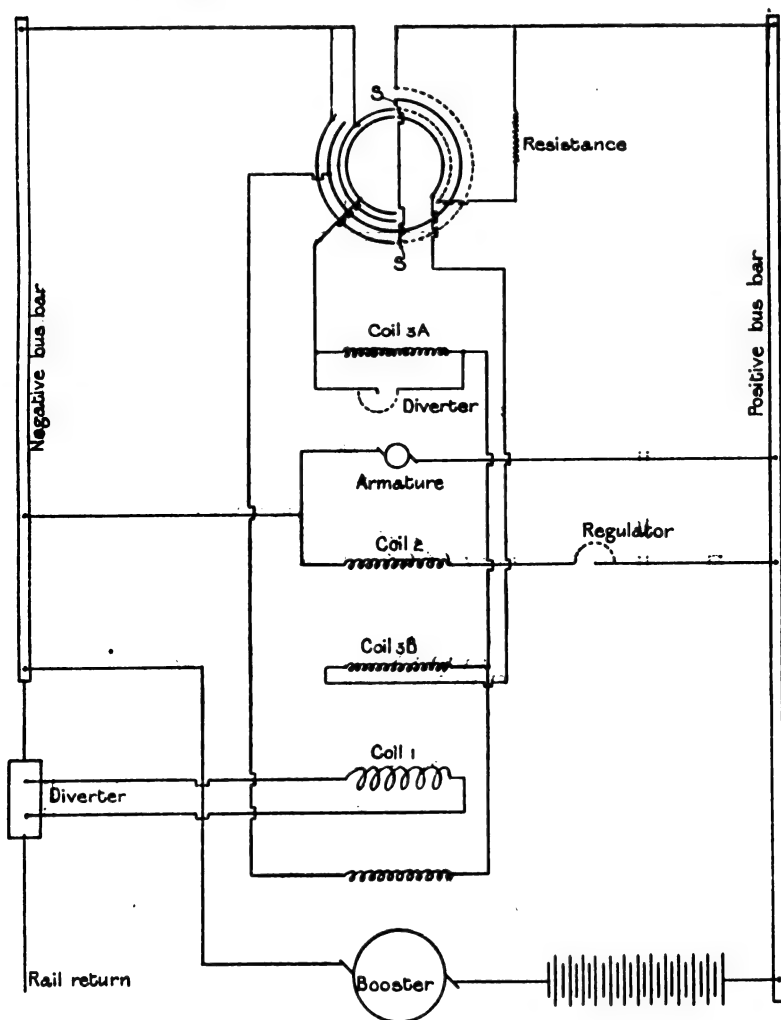 S
Resistance
S
Negative bus bar
Positive bus bar
Coil 3A
Diverter
Armature
Regulator
Coil 2
Coil 3B
Coil 1
Diverter
Rail return
Booster